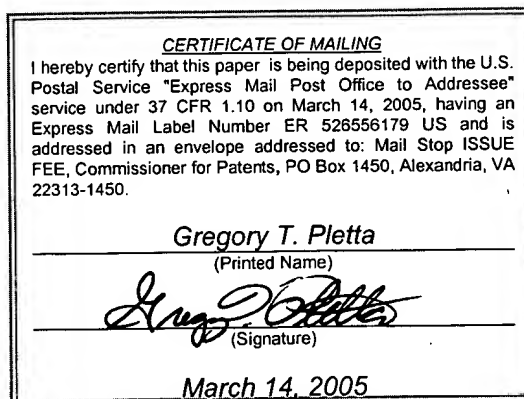 CERTIFICATE OF MAILING
I hereby certify that this paper is being deposited with the U.S.
Postal Service "Express Mail Post Office to Addressee"
service under 37 CFR 1.10 on March 14, 2005, having an
Express Mail Label Number ER 526556179 US and is
addressed in an envelope addressed to: Mail Stop ISSUE
FEE, Commissioner for Patents, PO Box 1450, Alexandria, VA
22313-1450.
Gregory T. Pletta
(Printed Name)
Gregory T. Pletta
(Signature)
March 14, 2005